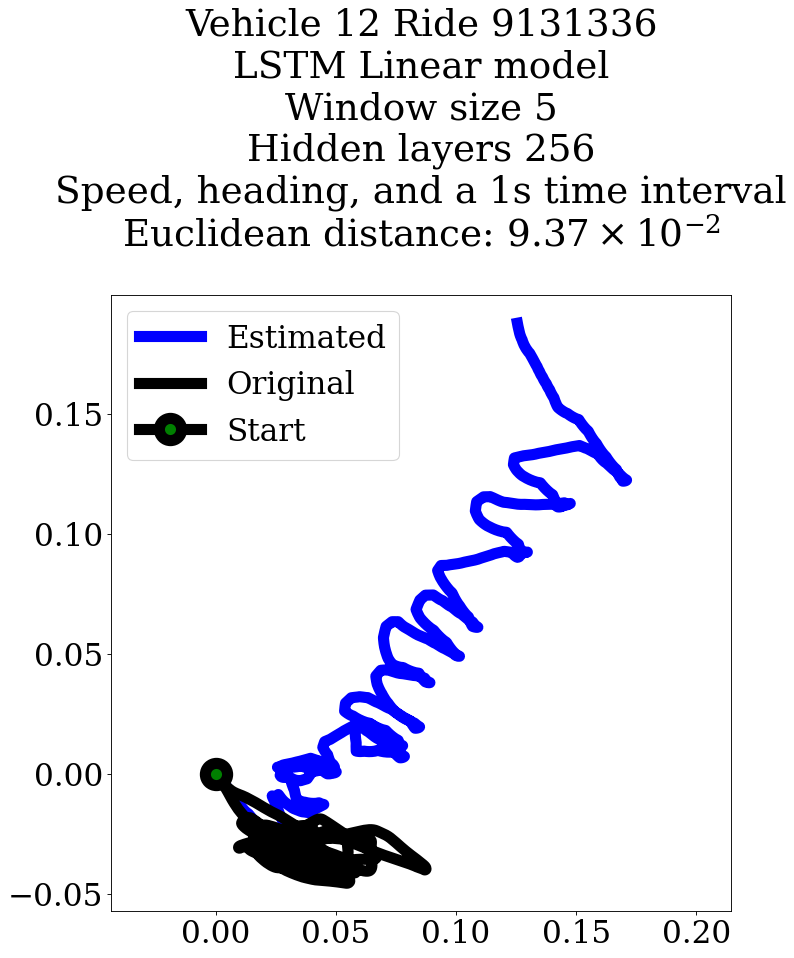 Vehicle 12 Ride 9131336
LSTM Linear model
Window size 5
Hidden layers 256
Speed, heading, and a 1s time interval
Euclidean distance: 9.37 × 10⁻²
Estimated
Original
Start
0.15
0.10
0.05
0.00
−0.05
0.00 0.05 0.10 0.15 0.20